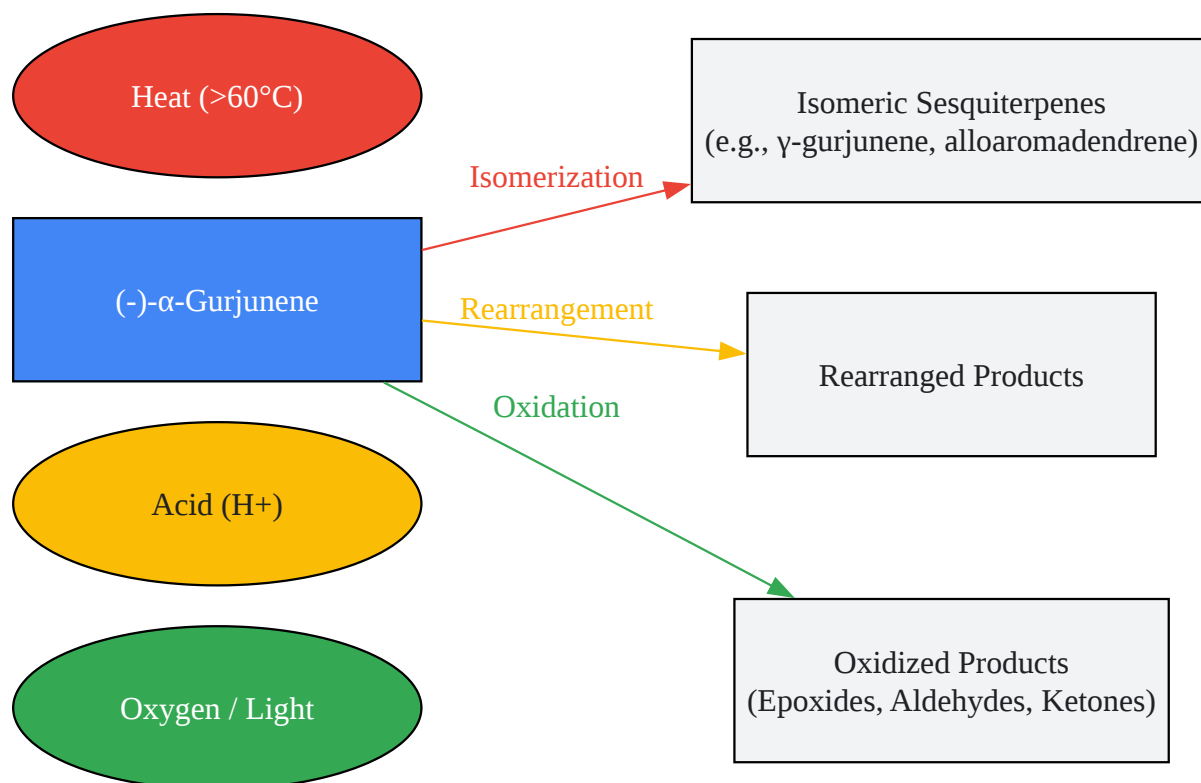 Heat (>60°C)
Isomeric Sesquiterpenes
(e.g., γ-gurjunene, alloaromadendrene)
Isomerization
(-)-α-Gurjunene
Rearrangement
Rearranged Products
Oxidation
Acid (H+)
Oxidized Products
(Epoxides, Aldehydes, Ketones)
Oxygen / Light